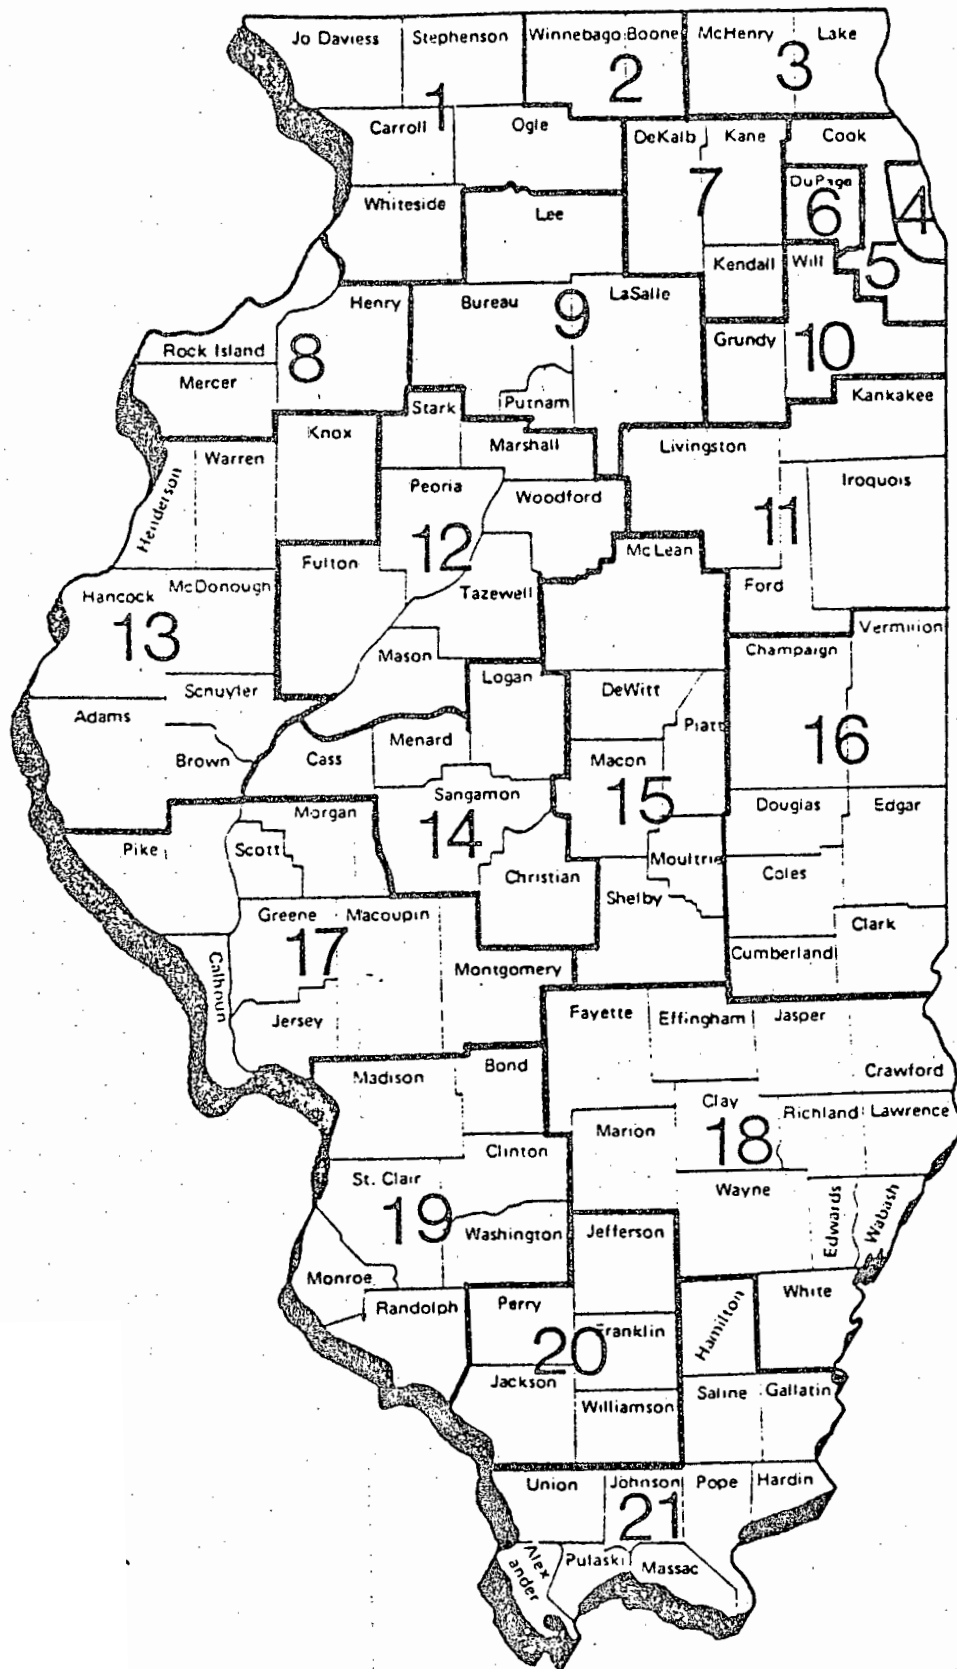 Jo Daviess Stephenson Winnebago Boone McHenry Lake
1 2 3
Carroll Ogle DeKalb Kane Cook
7 DuPage
6 4
Whiteside Lee
Kendall Will 5
Henry Bureau LaSalle
9
Rock Island 8 Grundy 10
Mercer Stark Putnam Kankakee
Knox Marshall Livingston
Warren Peoria Woodford Iroquois
Henderson 12 11
Fulton McLean
Hancock McDonough Tazewell Ford
13 Mason Vermilion
Schuyler Logan DeWitt Champaign
Adams Menard Piatt 16
Brown Cass Macon
Sangamon 15 Douglas Edgar
Morgan 14
Pike Scott Moultrie Coles
Christian Shelby
Greene Macoupin Clark
17 Montgomery Cumberland
Calhoun
Jersey Fayette Effingham Jasper
Madison Bond Crawford
Clay Richland Lawrence
Marion 18
Clinton
St. Clair Wayne
19 Washington Jefferson Edwards Wabash
Monroe
Randolph Perry Hamilton White
20 Franklin
Jackson Saline Gallatin
Williamson
Union Johnson Pope Hardin
21
Alex
ander Pulaski Massac